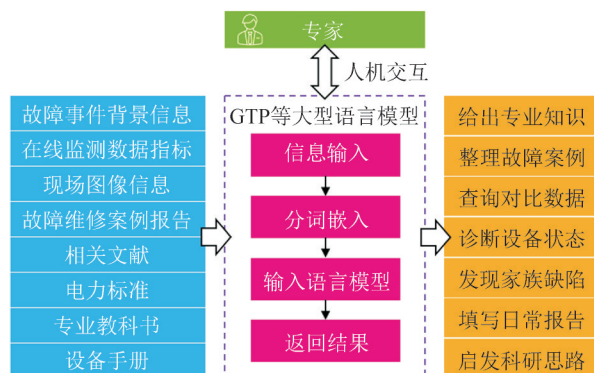 专家
人机交互
故障事件背景信息
在线监测数据指标
现场图像信息
故障维修案例报告
相关文献
电力标准
专业教科书
设备手册
GTP等大型语言模型
信息输入
分词嵌入
输入语言模型
返回结果
给出专业知识
整理故障案例
查询对比数据
诊断设备状态
发现家族缺陷
填写日常报告
启发科研思路